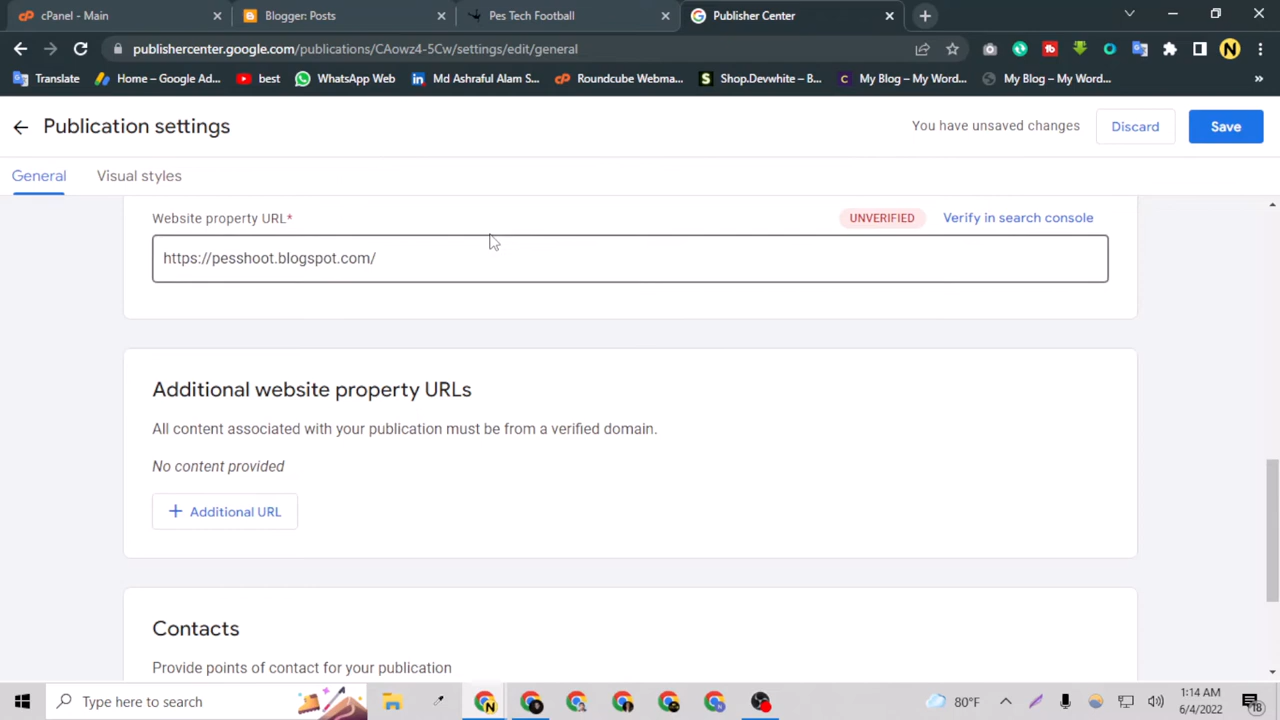 cPanel - Main
Blogger: Posts
Pes Tech Football
Publisher Center
publishercenter.google.com/publications/CAowz4-5Cw/settings/edit/general
N
Translate
Home – Google Ad...
best
WhatsApp Web
Md Ashraful Alam S...
Roundcube Webma...
Shop.Devwhite – B...
My Blog – My Word...
My Blog – My Word...
»
Publication settings
You have unsaved changes
Discard
Save
General
Visual styles
Website property URL*
UNVERIFIED
Verify in search console
https://pesshoot.blogspot.com/
Additional website property URLs
All content associated with your publication must be from a verified domain.
No content provided
+ Additional URL
Contacts
Provide points of contact for your publication
Type here to search
80°F
1:14 AM
6/4/2022
18